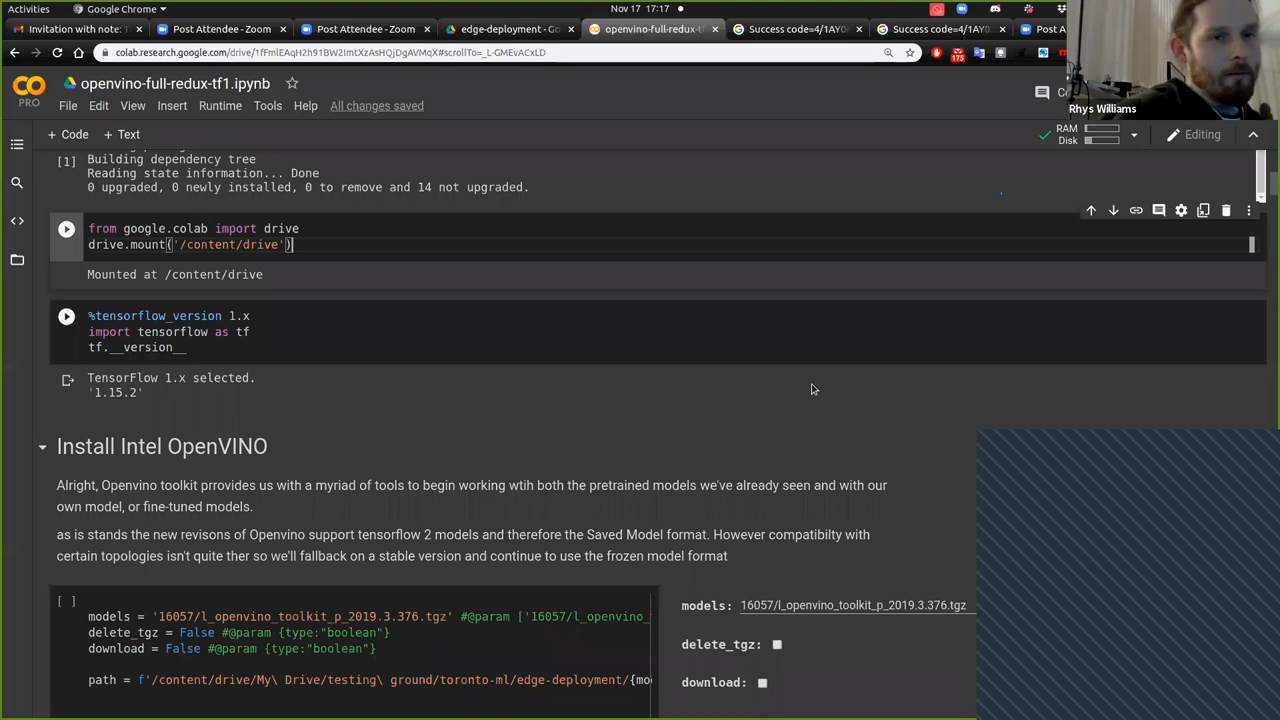 Activities
Google Chrome
Nov 17 17:17
Invitation with note: T
Post Attendee - Zoom
Post Attendee - Zoom
edge-deployment - Go
openvino-full-redux-tf
Success code=4/1AY0
Success code=4/1AY0
Post A
colab.research.google.com/drive/1fFmlEAqH2h91BW2ImtXzAsHQjDgAVMqX#scrollTo=_L-GMEvACxLD
175
Rhys Williams
CO
PRO
openvino-full-redux-tf1.ipynb
File Edit View Insert Runtime Tools Help All changes saved
+ Code + Text
RAM
Disk
Editing
[1]
Building dependency tree
Reading state information... Done
0 upgraded, 0 newly installed, 0 to remove and 14 not upgraded.
from google.colab import drive
drive.mount('/content/drive')
Mounted at /content/drive
%tensorflow_version 1.x
import tensorflow as tf
tf.__version__
TensorFlow 1.x selected.
'1.15.2'
Install Intel OpenVINO
Alright, Openvino toolkit prrovides us with a myriad of tools to begin working wtih both the pretrained models we've already seen and with our
own model, or fine-tuned models.
as is stands the new revisons of Openvino support tensorflow 2 models and therefore the Saved Model format. However compatibilty with
certain topologies isn't quite ther so we'll fallback on a stable version and continue to use the frozen model format
[ ]
models = '16057/l_openvino_toolkit_p_2019.3.376.tgz' #@param ['16057/l_openvino_
delete_tgz = False #@param {type:"boolean"}
download = False #@param {type:"boolean"}
path = f'/content/drive/My\ Drive/testing\ ground/toronto-ml/edge-deployment/{mo
models: 16057/l_openvino_toolkit_p_2019.3.376.tgz
delete_tgz:
download: